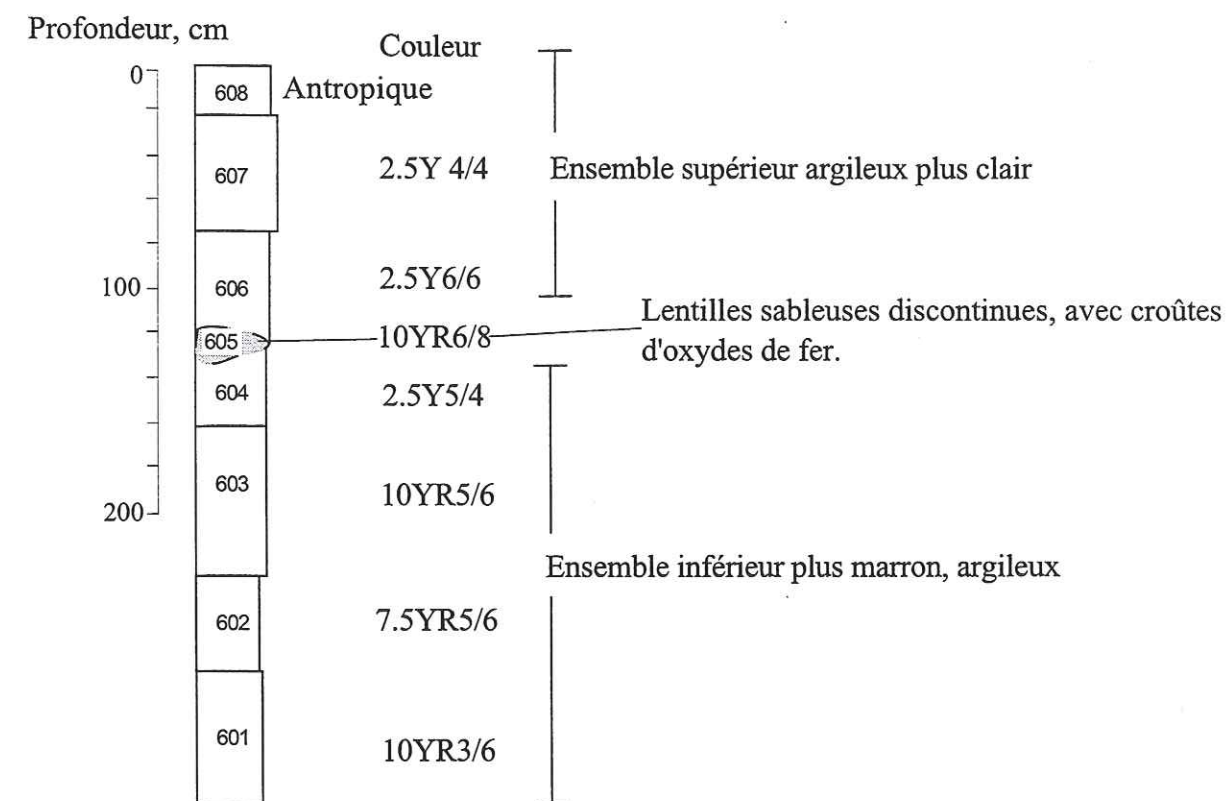 Profondeur, cm
Couleur
0
608
Antropique
607
2.5Y 4/4
Ensemble supérieur argileux plus clair
100
606
2.5Y6/6
605
10YR6/8
Lentilles sableuses discontinues, avec croûtes
d'oxydes de fer.
604
2.5Y5/4
603
10YR5/6
200
Ensemble inférieur plus marron, argileux
602
7.5YR5/6
601
10YR3/6